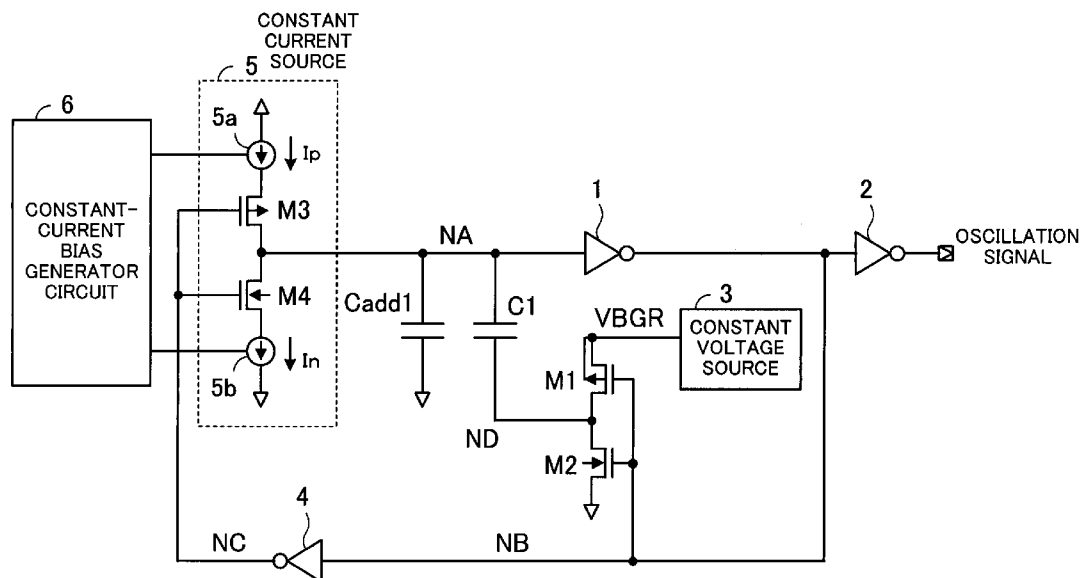 CONSTANT
CURRENT
SOURCE
5
6
5a
Ip
CONSTANT-
CURRENT
BIAS
GENERATOR
CIRCUIT
M3
M4
In
5b
NA
1
2
OSCILLATION
SIGNAL
Cadd1
C1
VBGR
3
CONSTANT
VOLTAGE
SOURCE
M1
ND
M2
4
NC
NB